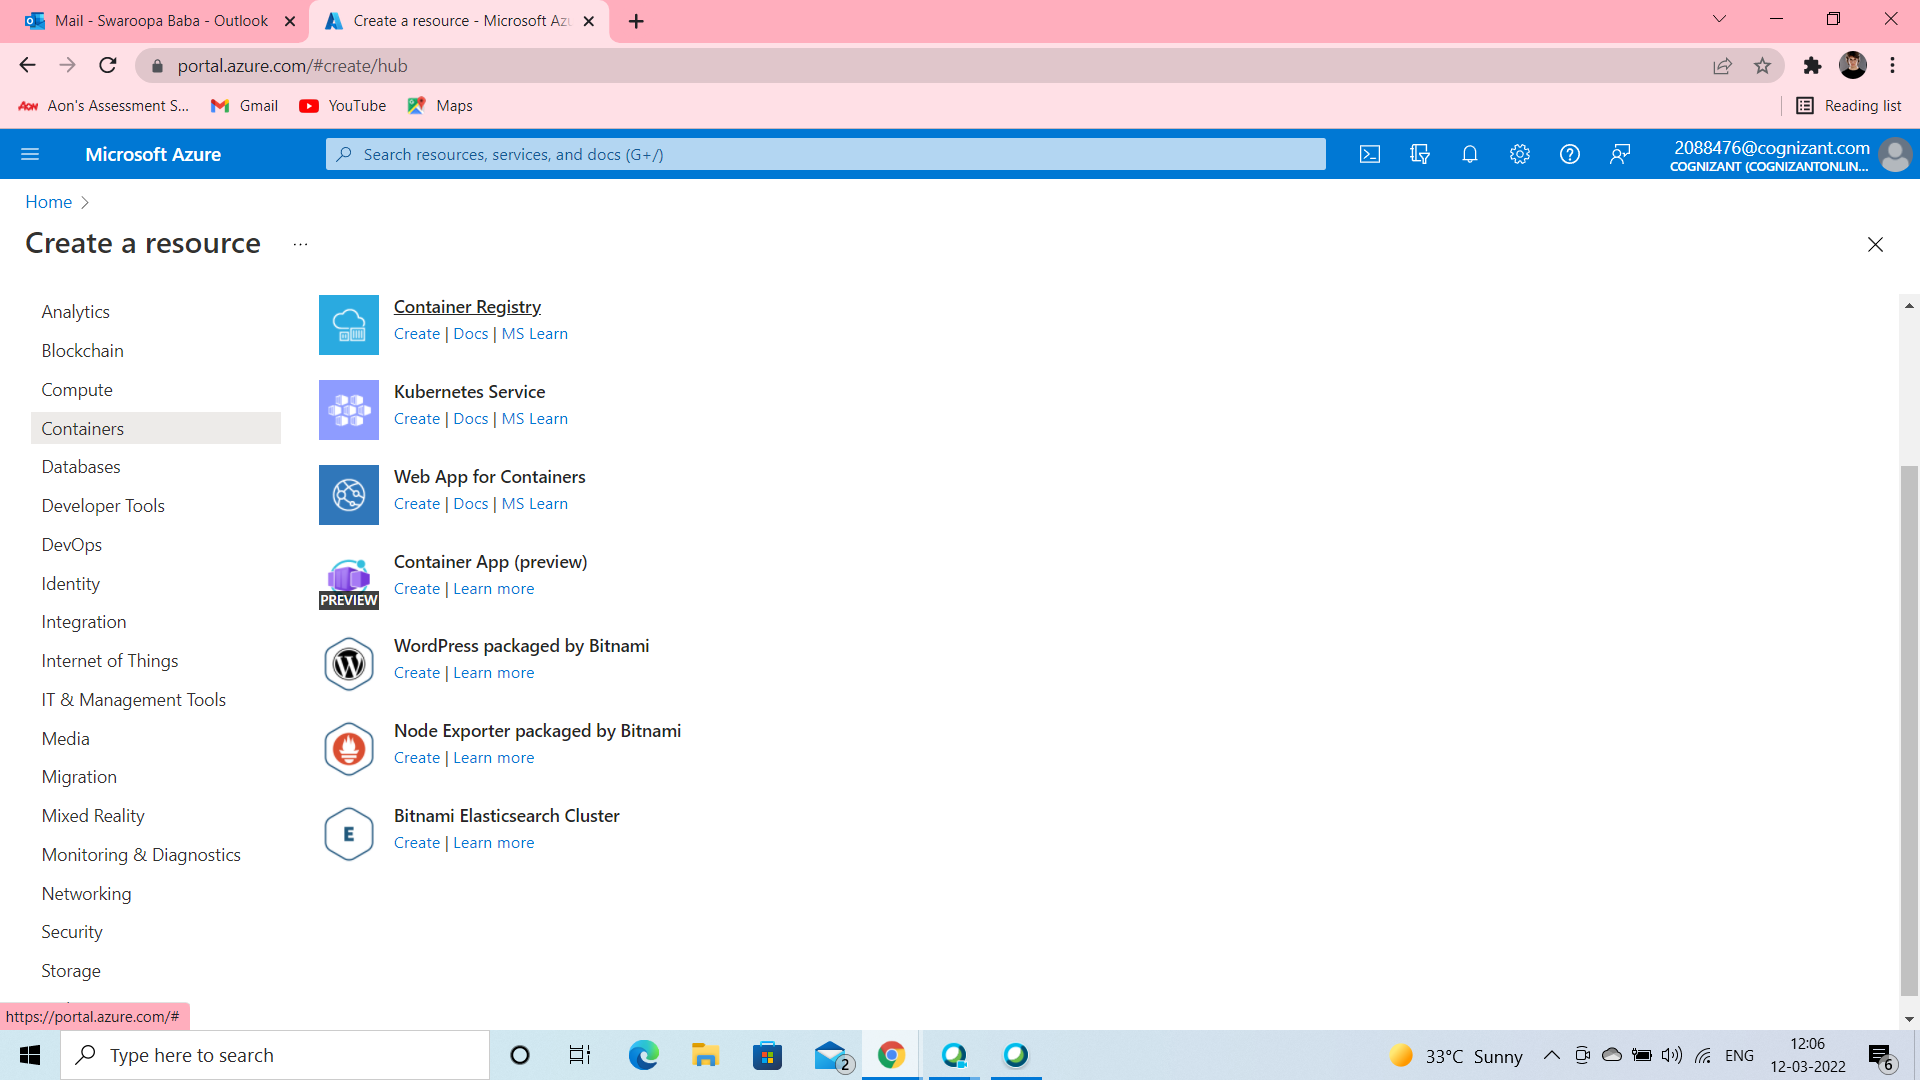 Mail - Swaroopa Baba - Outlook
Create a resource - Microsoft Az
portal.azure.com/#create/hub
Aon Aon's Assessment S...
Gmail
YouTube
Maps
Reading list
Microsoft Azure
Search resources, services, and docs (G+/)
2088476@cognizant.com
COGNIZANT (COGNIZANTONLIN...
Home
Create a resource ...
Analytics
Blockchain
Compute
Containers
Databases
Developer Tools
DevOps
Identity
Integration
Internet of Things
IT & Management Tools
Media
Migration
Mixed Reality
Monitoring & Diagnostics
Networking
Security
Storage
Container Registry
Create | Docs | MS Learn
Kubernetes Service
Create | Docs | MS Learn
Web App for Containers
Create | Docs | MS Learn
PREVIEW
Container App (preview)
Create | Learn more
WordPress packaged by Bitnami
Create | Learn more
Node Exporter packaged by Bitnami
Create | Learn more
E
Bitnami Elasticsearch Cluster
Create | Learn more
https://portal.azure.com/#
Type here to search
2
33°C Sunny
ENG
12:06
12-03-2022
6